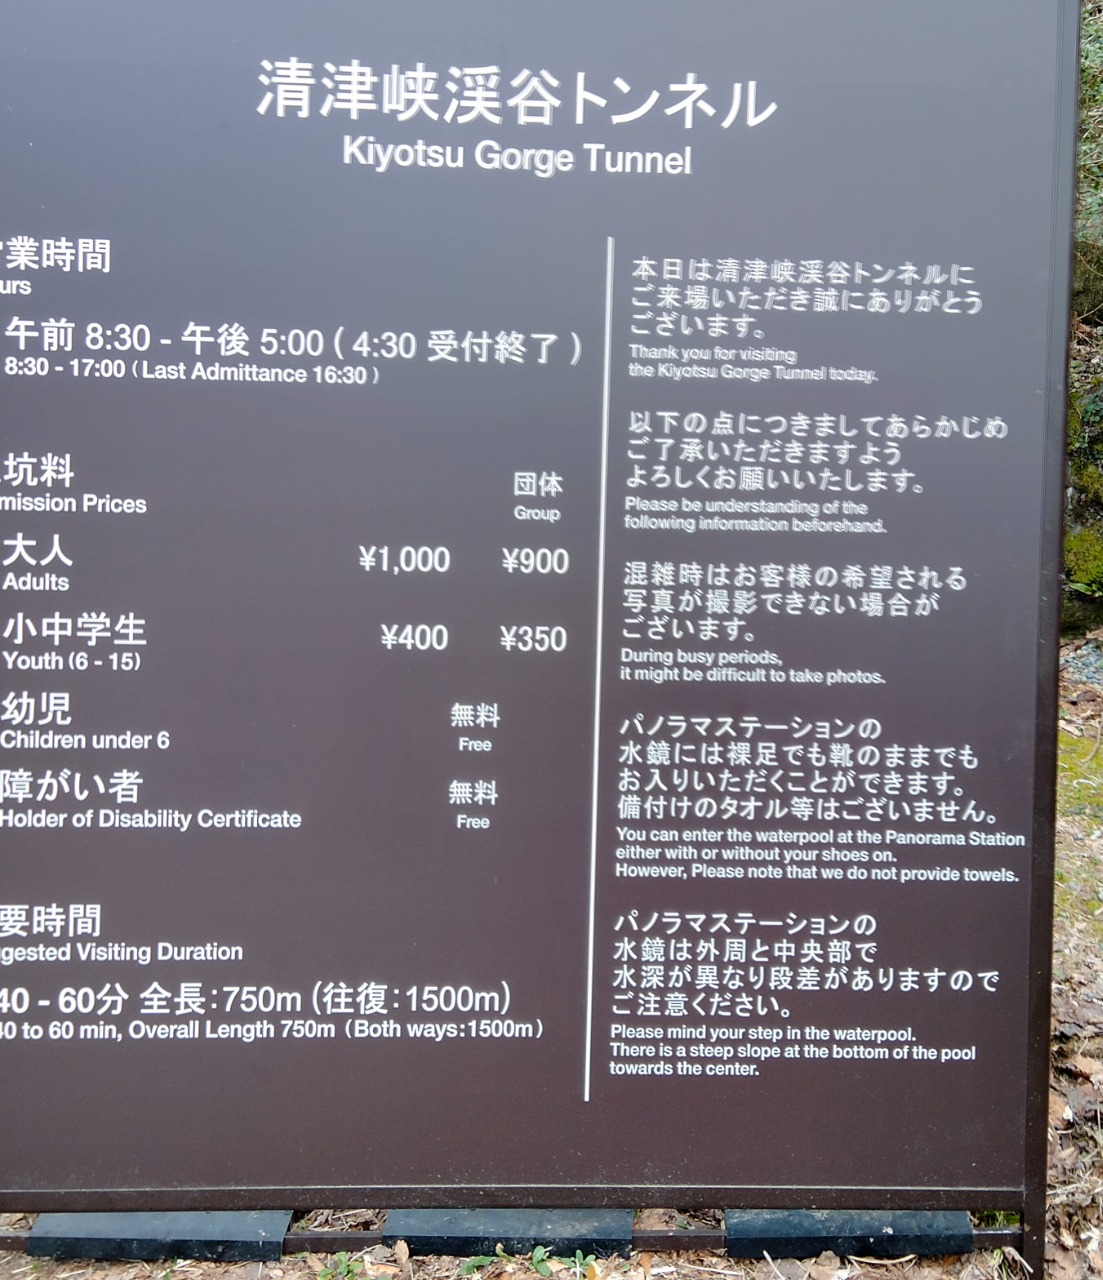 清津峡渓谷トンネル
Kiyotsu Gorge Tunnel
業時間
urs
午前 8:30 - 午後 5:00 ( 4:30 受付終了 )
8:30 - 17:00 ( Last Admittance 16:30 )
坑料
mission Prices
団体
Group
大人 ¥1,000 ¥900
Adults
小中学生 ¥400 ¥350
Youth (6 - 15)
幼児 無料
Children under 6 Free
障がい者 無料
Holder of Disability Certificate Free
要時間
ggested Visiting Duration
40 - 60分 全長:750m (往復:1500m)
40 to 60 min, Overall Length 750m (Both ways:1500m)
本日は清津峡渓谷トンネルに
ご来場いただき誠にありがとう
ございます。
Thank you for visiting
the Kiyotsu Gorge Tunnel today.
以下の点につきましてあらかじめ
ご了承いただきますよう
よろしくお願いいたします。
Please be understanding of the
following information beforehand.
混雑時はお客様の希望される
写真が撮影できない場合が
ございます。
During busy periods,
it might be difficult to take photos.
パノラマステーションの
水鏡には裸足でも靴のままでも
お入りいただくことができます。
備付けのタオル等はございません。
You can enter the waterpool at the Panorama Station
either with or without your shoes on.
However, Please note that we do not provide towels.
パノラマステーションの
水鏡は外周と中央部で
水深が異なり段差がありますので
ご注意ください。
Please mind your step in the waterpool.
There is a steep slope at the bottom of the pool
towards the center.